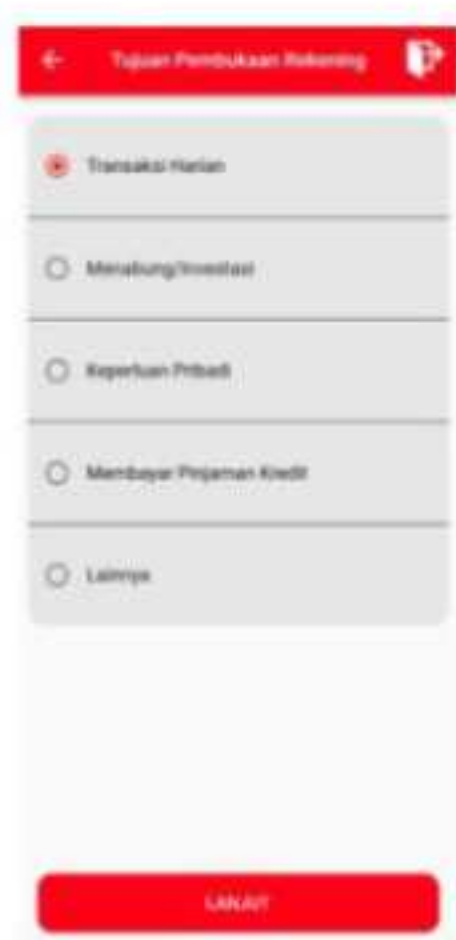 Tujuan Pembukaan Rekening
Transaksi Harian
Menabung/Investasi
Keperluan Pribadi
Membayar Pinjaman Kredit
Lainnya
LANJUT